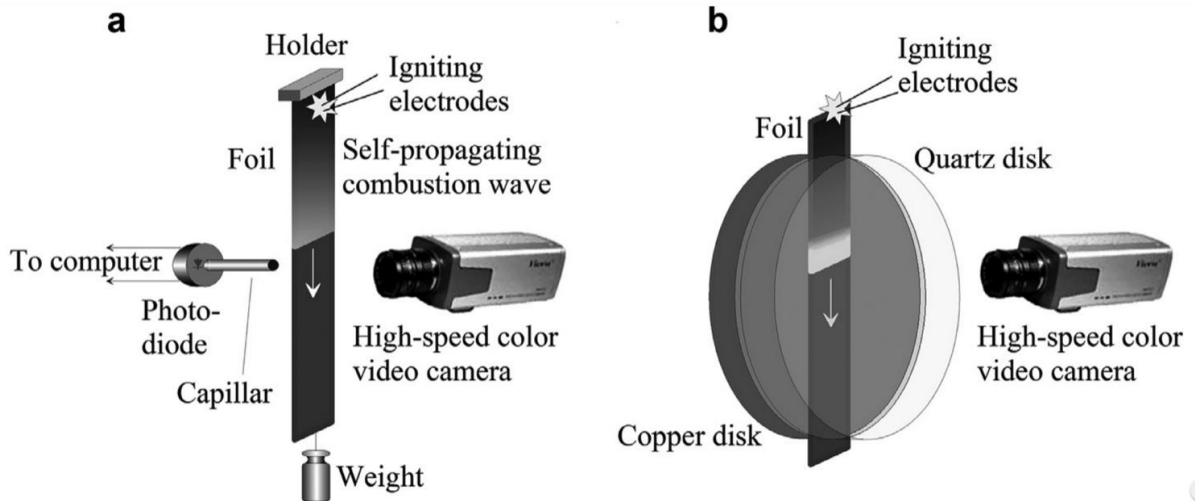 a
Holder
Igniting
electrodes
Foil
Self-propagating
combustion wave
To computer
Photo-
diode
Capillar
High-speed color
video camera
Weight
b
Igniting
electrodes
Foil
Quartz disk
Copper disk
High-speed color
video camera